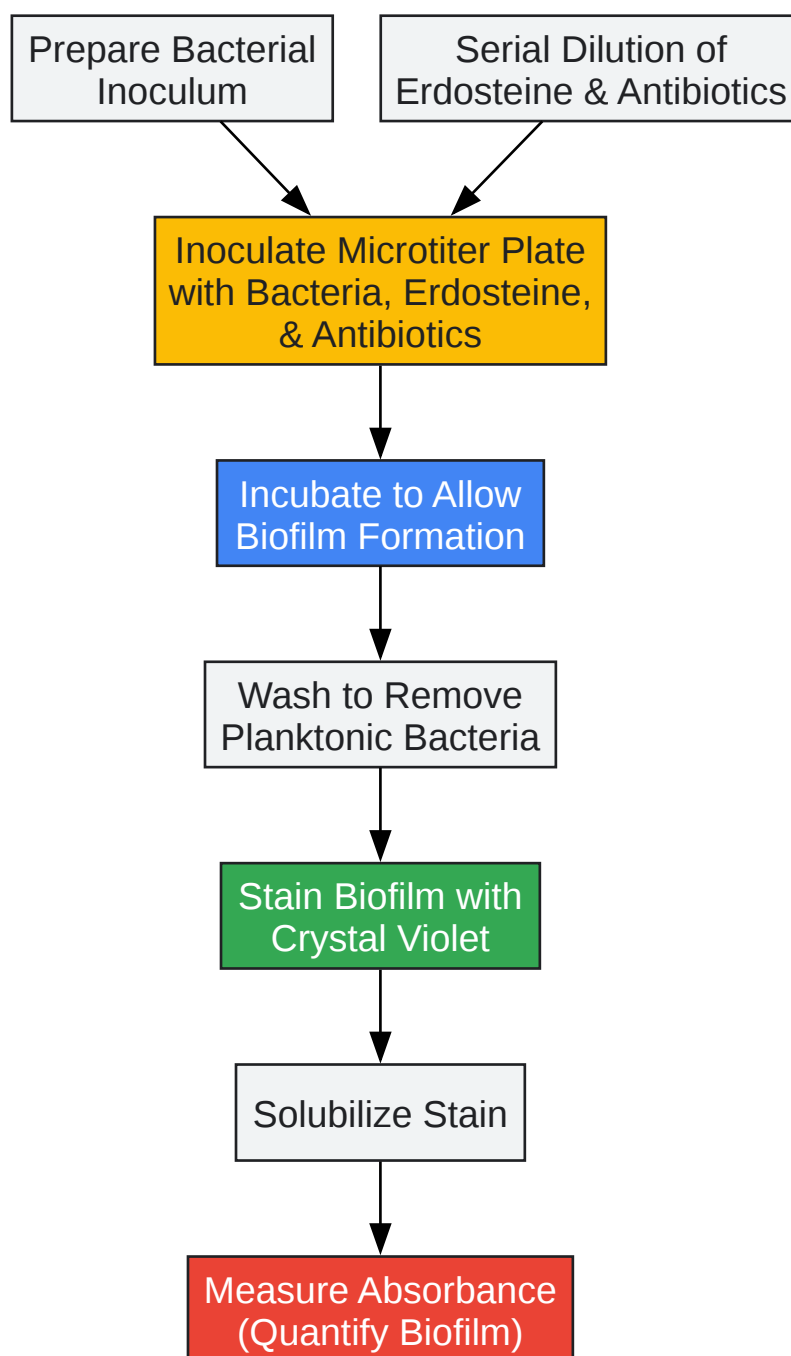 Prepare Bacterial
Inoculum
Serial Dilution of
Erdosteine & Antibiotics
Inoculate Microtiter Plate
with Bacteria, Erdosteine,
& Antibiotics
Incubate to Allow
Biofilm Formation
Wash to Remove
Planktonic Bacteria
Stain Biofilm with
Crystal Violet
Solubilize Stain
Measure Absorbance
(Quantify Biofilm)